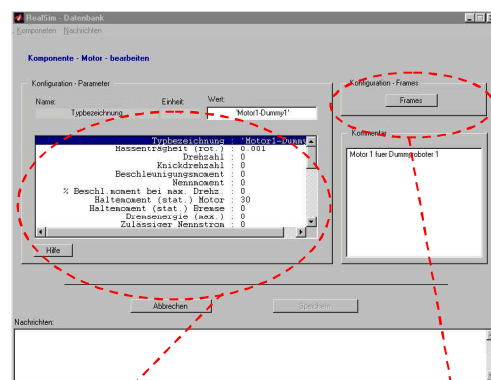 RealSim - Datenbank
Komponeten Nachrichten
Komponente - Motor - bearbeiten
Konfiguration - Parameter
Name: Einheit: Wert:
Typbezeichnung 'Motor1-Dummy1'
Typbezeichnung : 'Motor1-Dummy
Massenträgheit (rot.) : 0.001
Drehzahl : 0
Knickdrehzahl : 0
Beschleunigungsmoment : 0
Nennmoment : 0
% Beschl.moment bei max. Drehz. : 0
Haltemoment (stat.) Motor : 30
Haltemoment (stat.) Bremse : 0
Bremsenergie (max.) : 0
Zulässiger Nennstrom : 0
Hilfe
Konfiguration - Frames
Frames
Kommentar
Motor 1 fuer Dummyroboter 1
Abbrechen Speichern
Nachrichten: